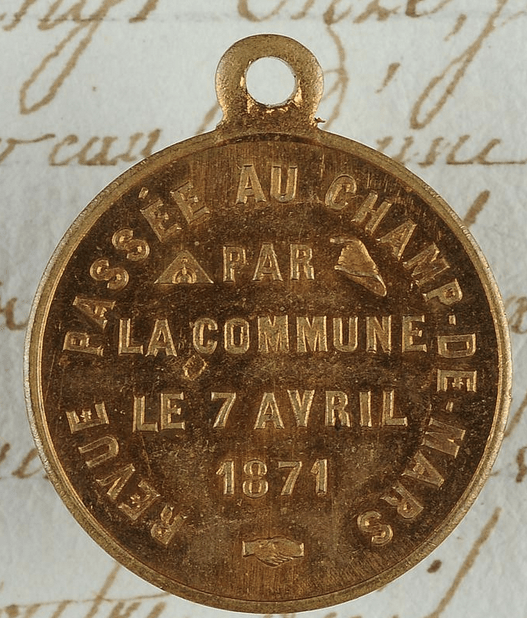 REVUE PASSÉE AU CHAMP-DE-MARS
PAR
LA COMMUNE
LE 7 AVRIL
1871